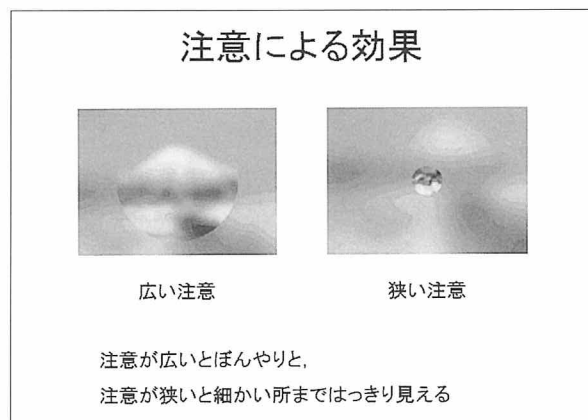 注意による効果
広い注意
狭い注意
注意が広いとぼんやりと,
注意が狭いと細かい所まではっきり見える